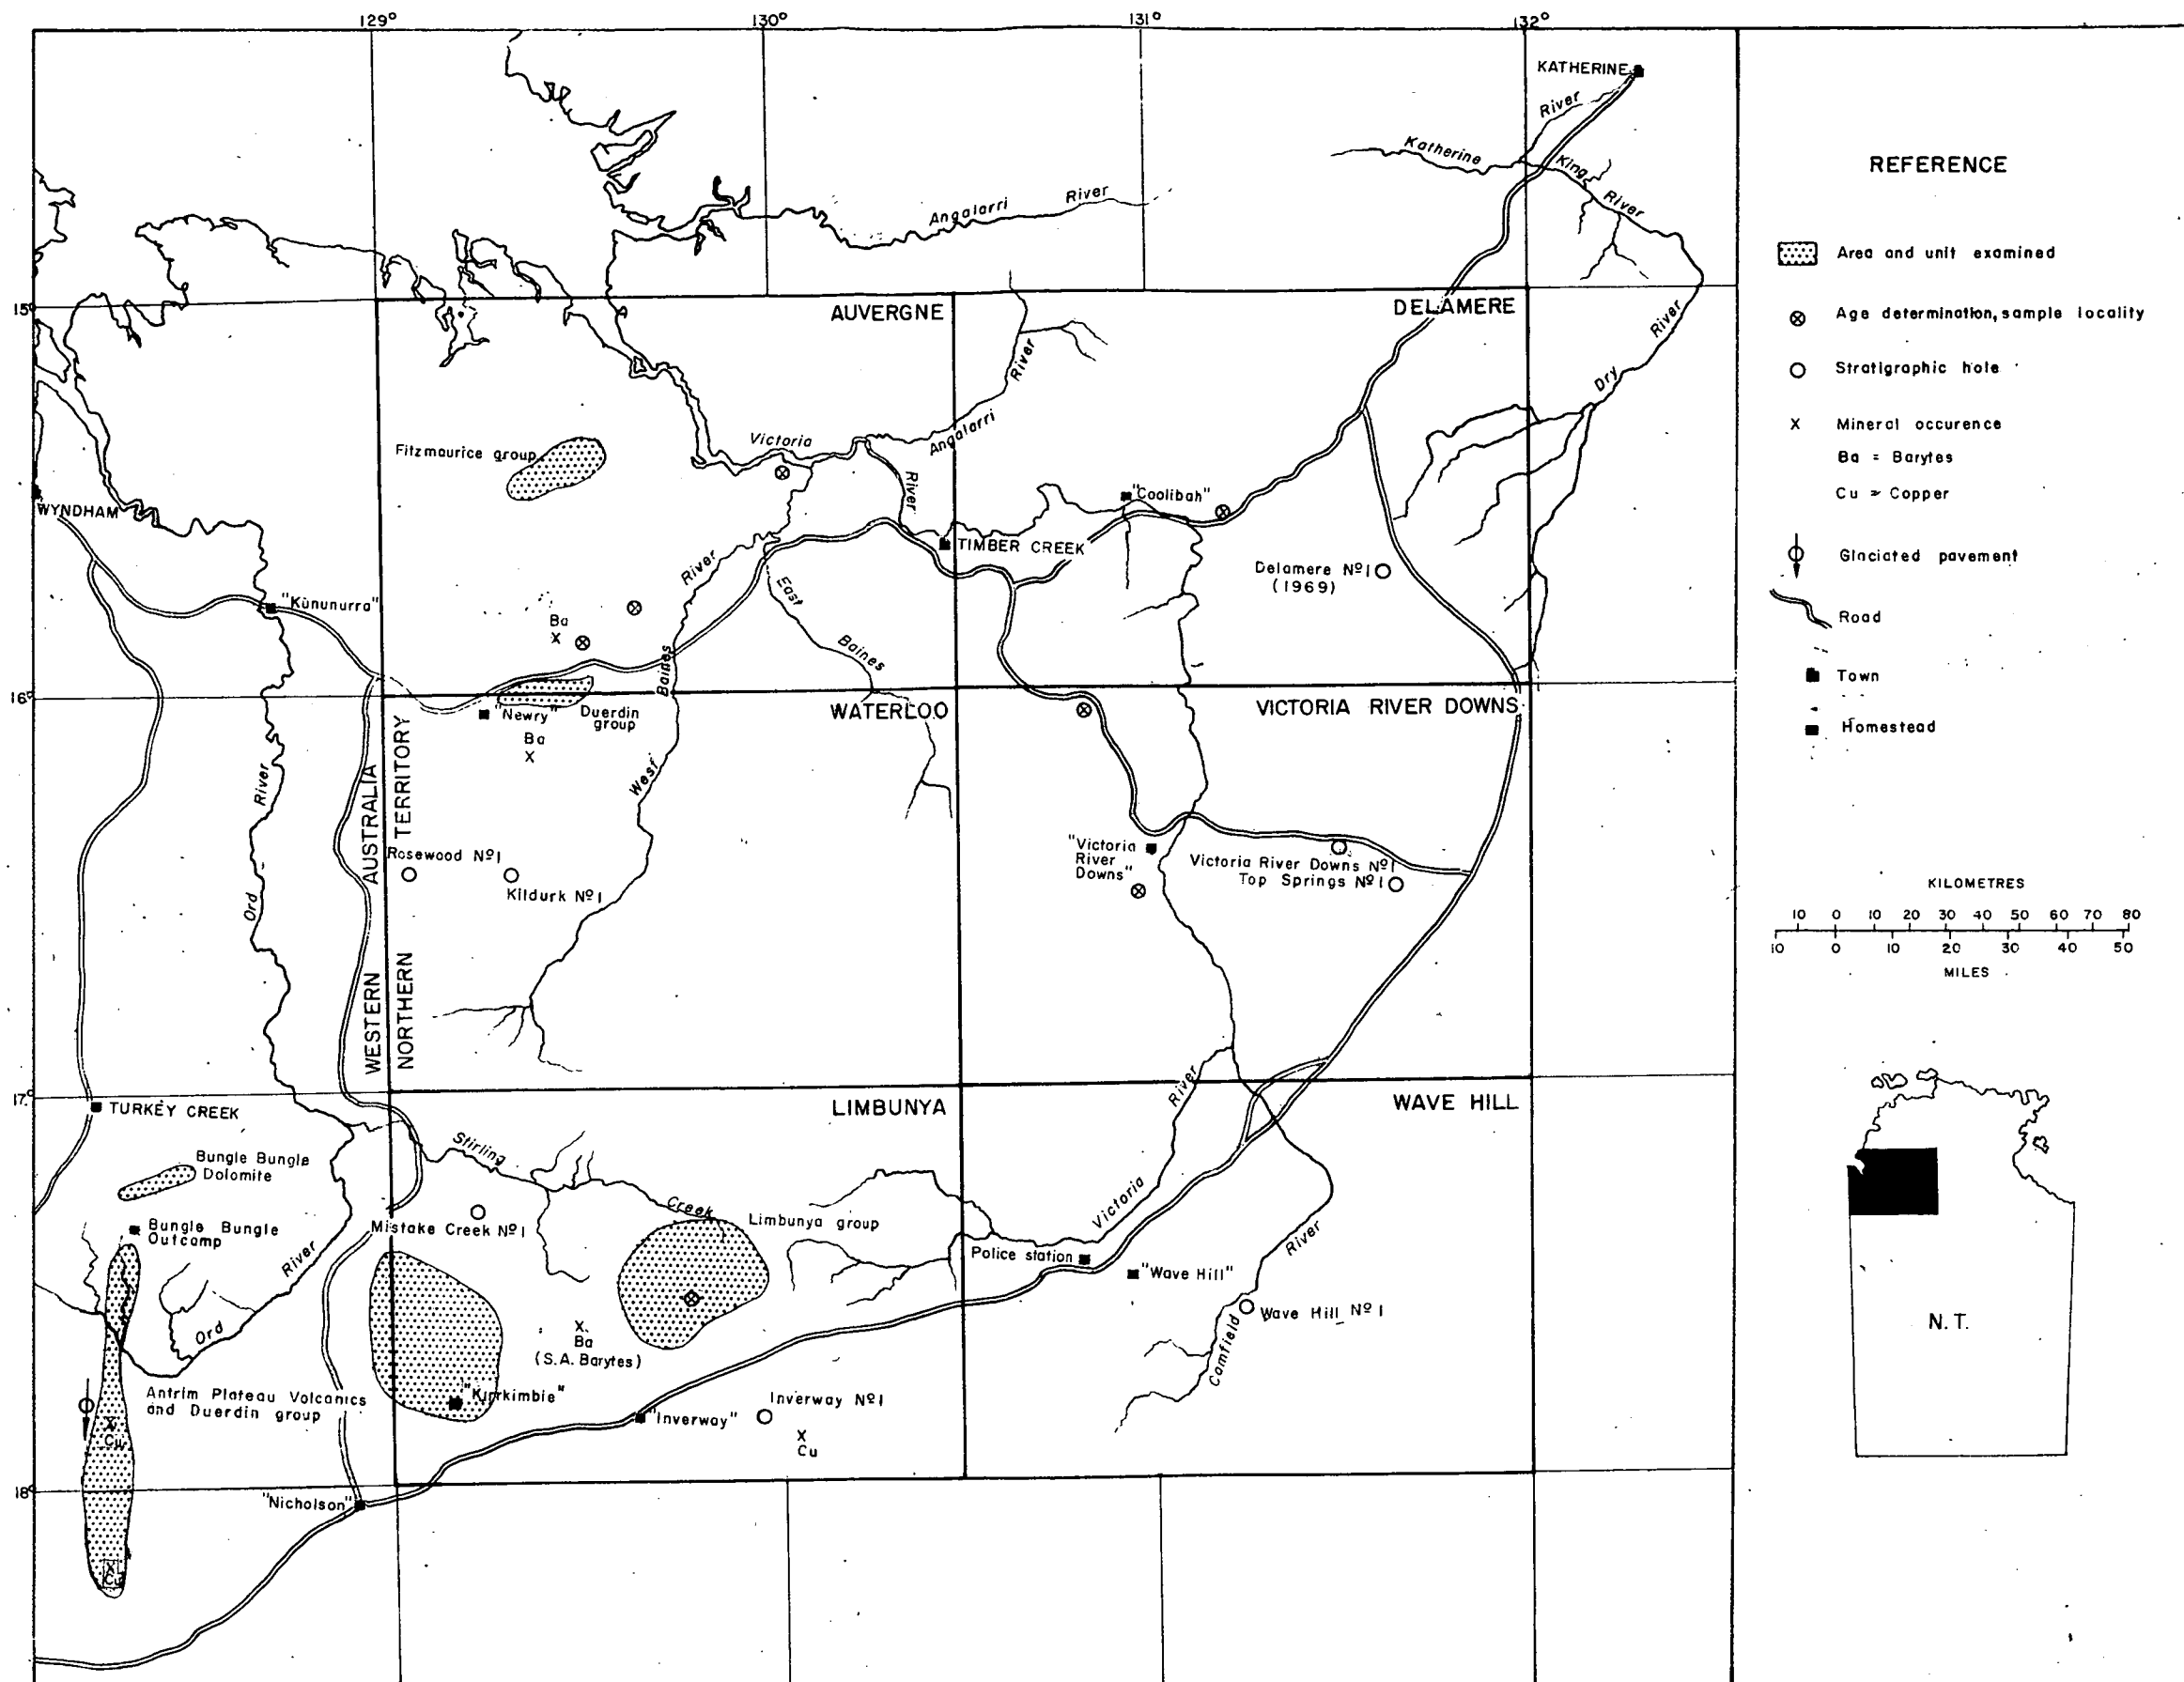 129° 130° 131° 132°
KATHERINE
River
Katherine
King
River
Angalarri River
15°
AUVERGNE
DELAMERE
River
River
Dry
Fitzmaurice group
Victoria
Angalarri
River
WYNDHAM
"Coolibah"
TIMBER CREEK
River
East
Baines
Delamere Nº1
(1969)
"Kununurra"
Ba
X
Baines
16°
"Newry"
Duerdin
group
WATERLOO
VICTORIA RIVER DOWNS
Ba
X
West
River
Ord
AUSTRALIA
TERRITORY
WESTERN
NORTHERN
Rosewood Nº1
Kildurk Nº1
"Victoria
River
Downs"
Victoria River Downs Nº1
Top Springs Nº1
17°
TURKEY CREEK
LIMBUNYA
WAVE HILL
River
Bungle Bungle
Dolomite
Stirling
Creek
Victoria
Mistake Creek Nº1
Limbunya group
Bungle Bungle
Outcamp
River
Ord
Police station
"Wave Hill"
River
Wave Hill Nº1
Camfield
X
Ba
(S.A. Barytes)
Antrim Plateau Volcanics
and Duerdin group
X
Cu
"Kirkimbie"
"Inverway"
Inverway Nº1
X
Cu
18°
"Nicholson"
X
Cu
REFERENCE
Area and unit examined
Age determination, sample locality
Stratigraphic hole
X Mineral occurence
Ba = Barytes
Cu = Copper
Glaciated pavement
Road
Town
Homestead
KILOMETRES
10 0 10 20 30 40 50 60 70 80
10 0 10 20 30 40 50
MILES
N.T.